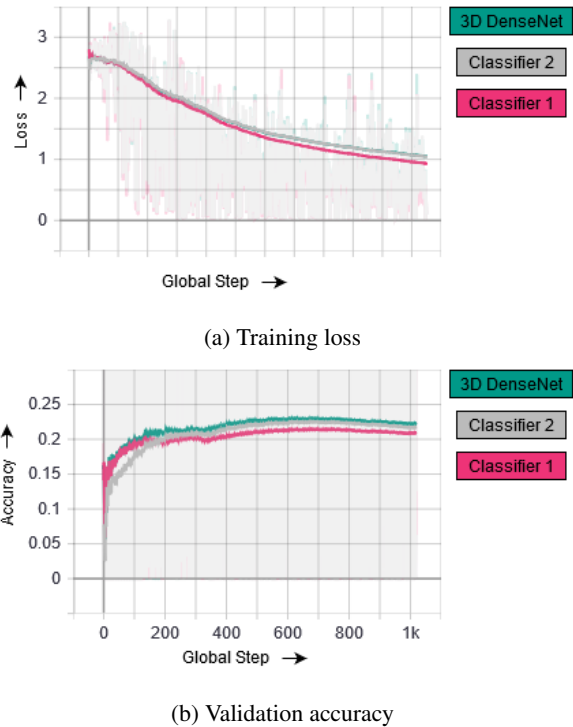 3
2
1
0
Loss →
Global Step →
3D DenseNet
Classifier 2
Classifier 1
(a) Training loss
0.25
0.2
0.15
0.1
0.05
0
Accuracy →
0 200 400 600 800 1k
Global Step →
3D DenseNet
Classifier 2
Classifier 1
(b) Validation accuracy